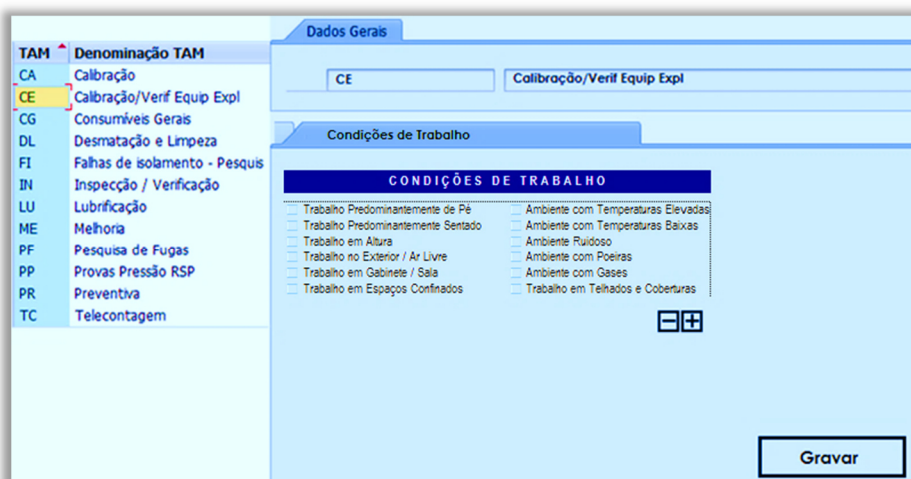 TAM Denominação TAM
CA Calibração
CE Calibração/Verif Equip Expl
CG Consumíveis Gerais
DL Desmatação e Limpeza
FI Falhas de isolamento - Pesquis
IN Inspecção / Verificação
LU Lubrificação
ME Melhoria
PF Pesquisa de Fugas
PP Provas Pressão RSP
PR Preventiva
TC Telecontagem
Dados Gerais
CE Calibração/Verif Equip Expl
Condições de Trabalho
CONDIÇÕES DE TRABALHO
Trabalho Predominantemente de Pé
Trabalho Predominantemente Sentado
Trabalho em Altura
Trabalho no Exterior / Ar Livre
Trabalho em Gabinete / Sala
Trabalho em Espaços Confinados
Ambiente com Temperaturas Elevadas
Ambiente com Temperaturas Baixas
Ambiente Ruidoso
Ambiente com Poeiras
Ambiente com Gases
Trabalho em Telhados e Coberturas
Gravar